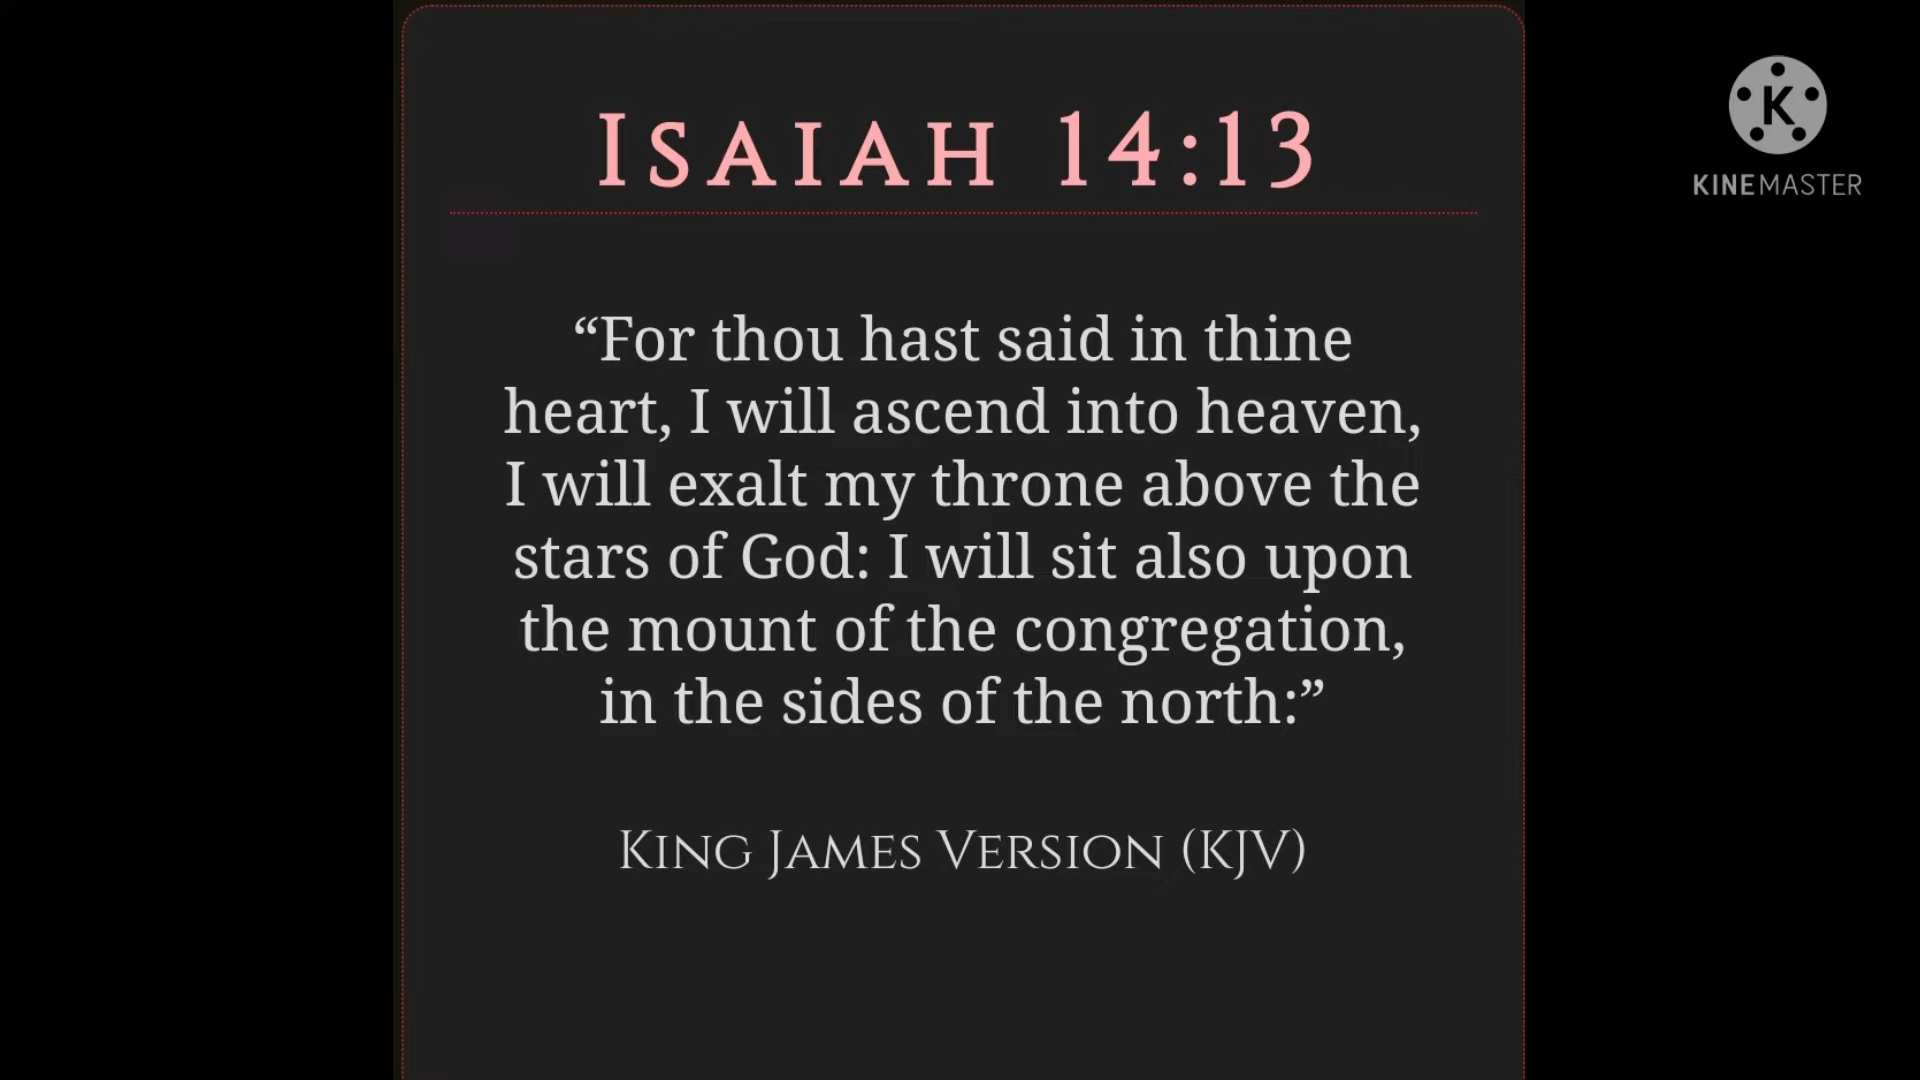 Isaiah 14:13
“For thou hast said in thine
heart, I will ascend into heaven,
I will exalt my throne above the
stars of God: I will sit also upon
the mount of the congregation,
in the sides of the north:”
King James Version (KJV)
K
KINEMASTER